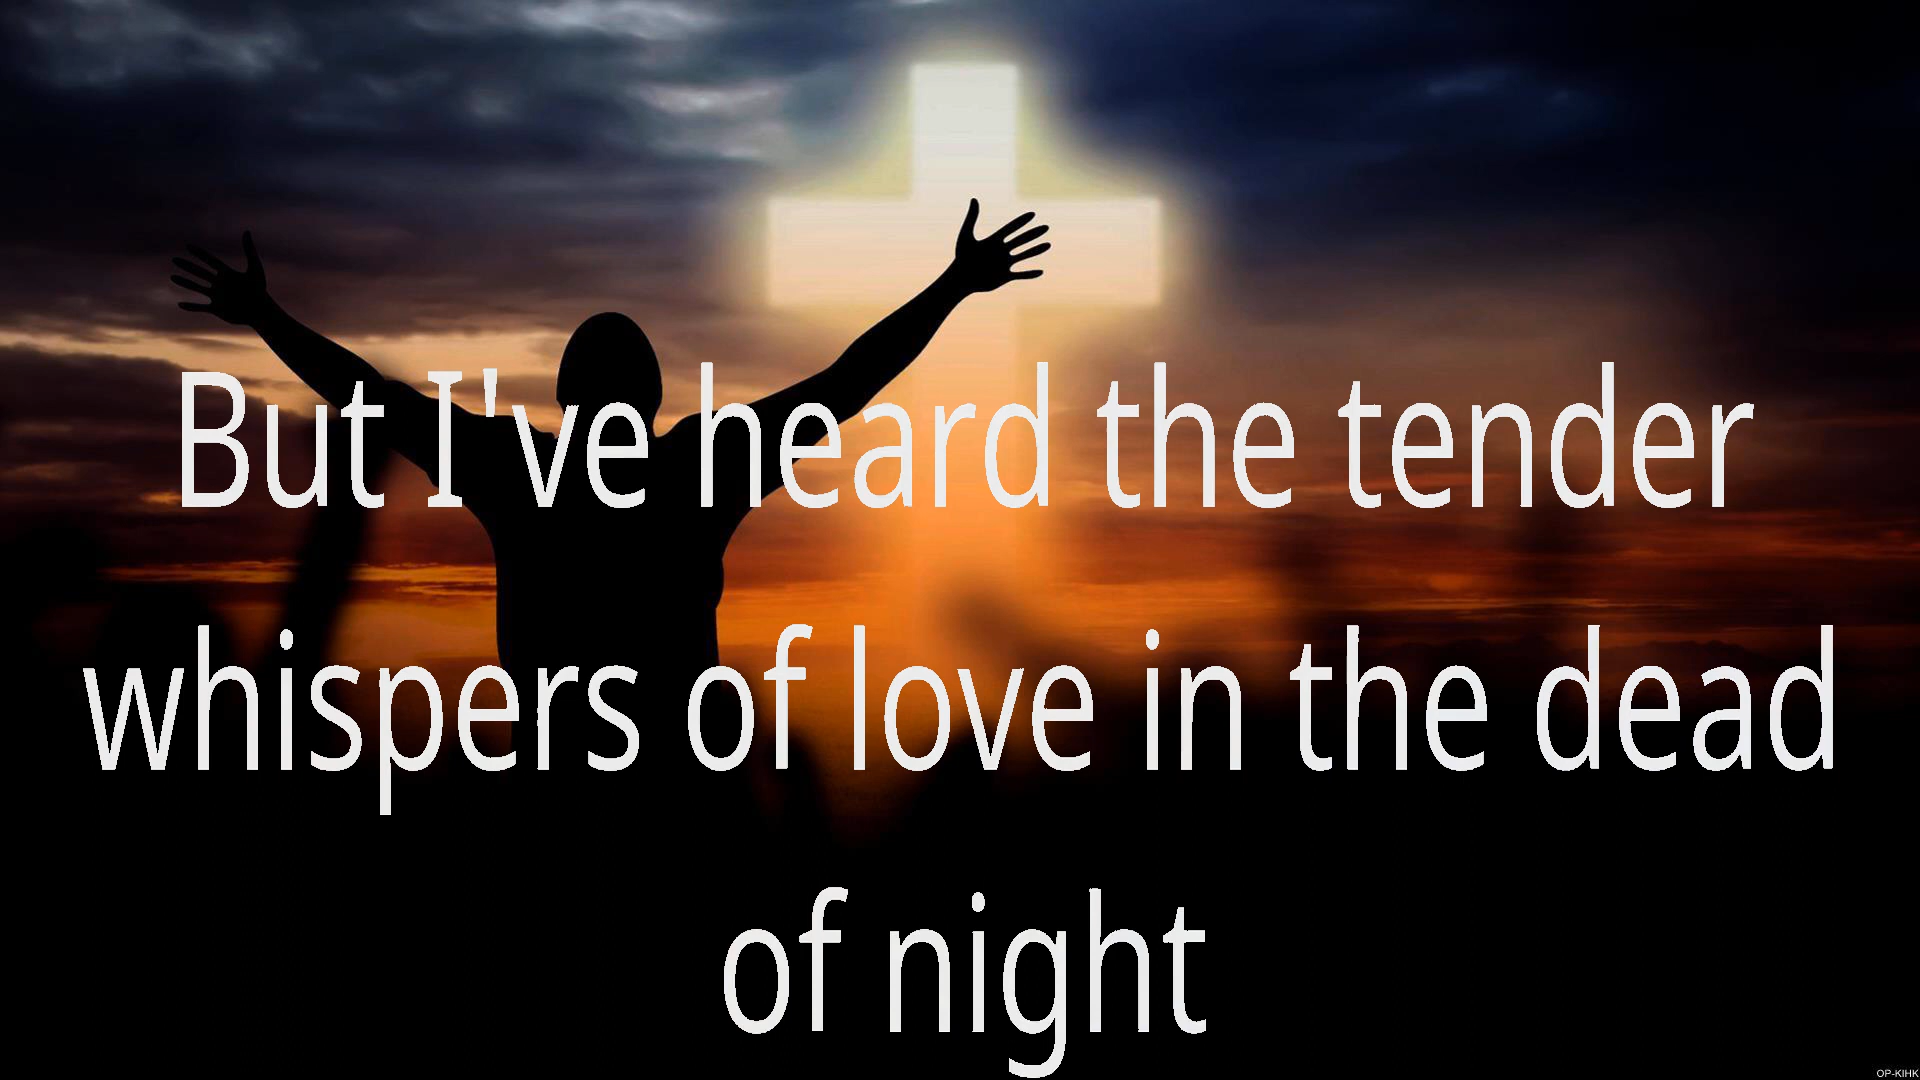 But I've heard the tender
whispers of love in the dead
of night
OP-KIHK